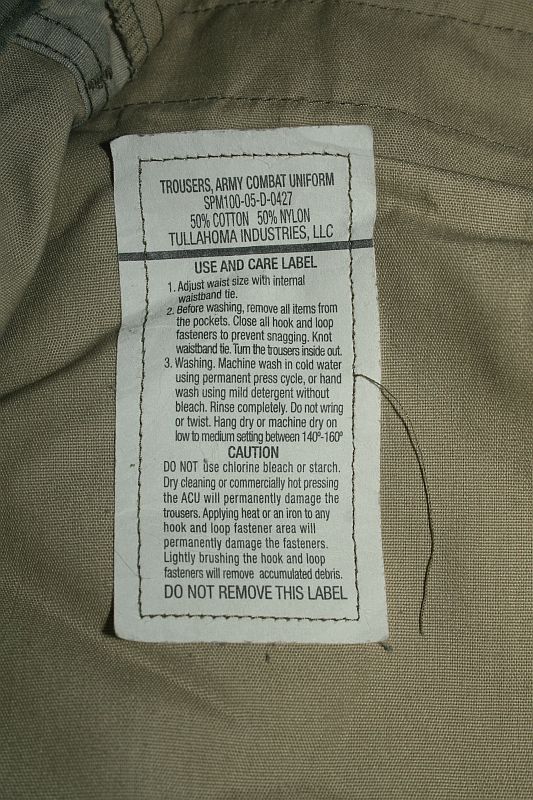 TROUSERS, ARMY COMBAT UNIFORM
SPM100-05-D-0427
50% COTTON 50% NYLON
TULLAHOMA INDUSTRIES, LLC
USE AND CARE LABEL
1. Adjust waist size with internal
waistband tie.
2. Before washing, remove all items from
the pockets. Close all hook and loop
fasteners to prevent snagging. Knot
waistband tie. Turn the trousers inside out.
3. Washing. Machine wash in cold water
using permanent press cycle, or hand
wash using mild detergent without
bleach. Rinse completely. Do not wring
or twist. Hang dry or machine dry on
low to medium setting between 140º-160º
CAUTION
DO NOT use chlorine bleach or starch.
Dry cleaning or commercially hot pressing
the ACU will permanently damage the
trousers. Applying heat or an iron to any
hook and loop fastener area will
permanently damage the fasteners.
Lightly brushing the hook and loop
fasteners will remove accumulated debris.
DO NOT REMOVE THIS LABEL